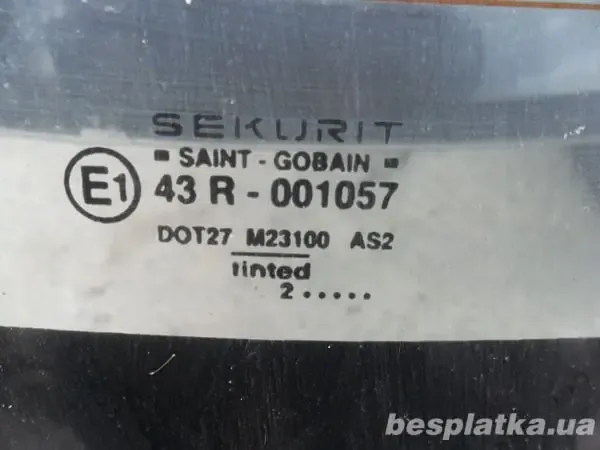 SEKURIT
SAINT - GOBAIN
E1 43 R - 001057
DOT27 M23100 AS2
tinted
2.....
besplatka.ua